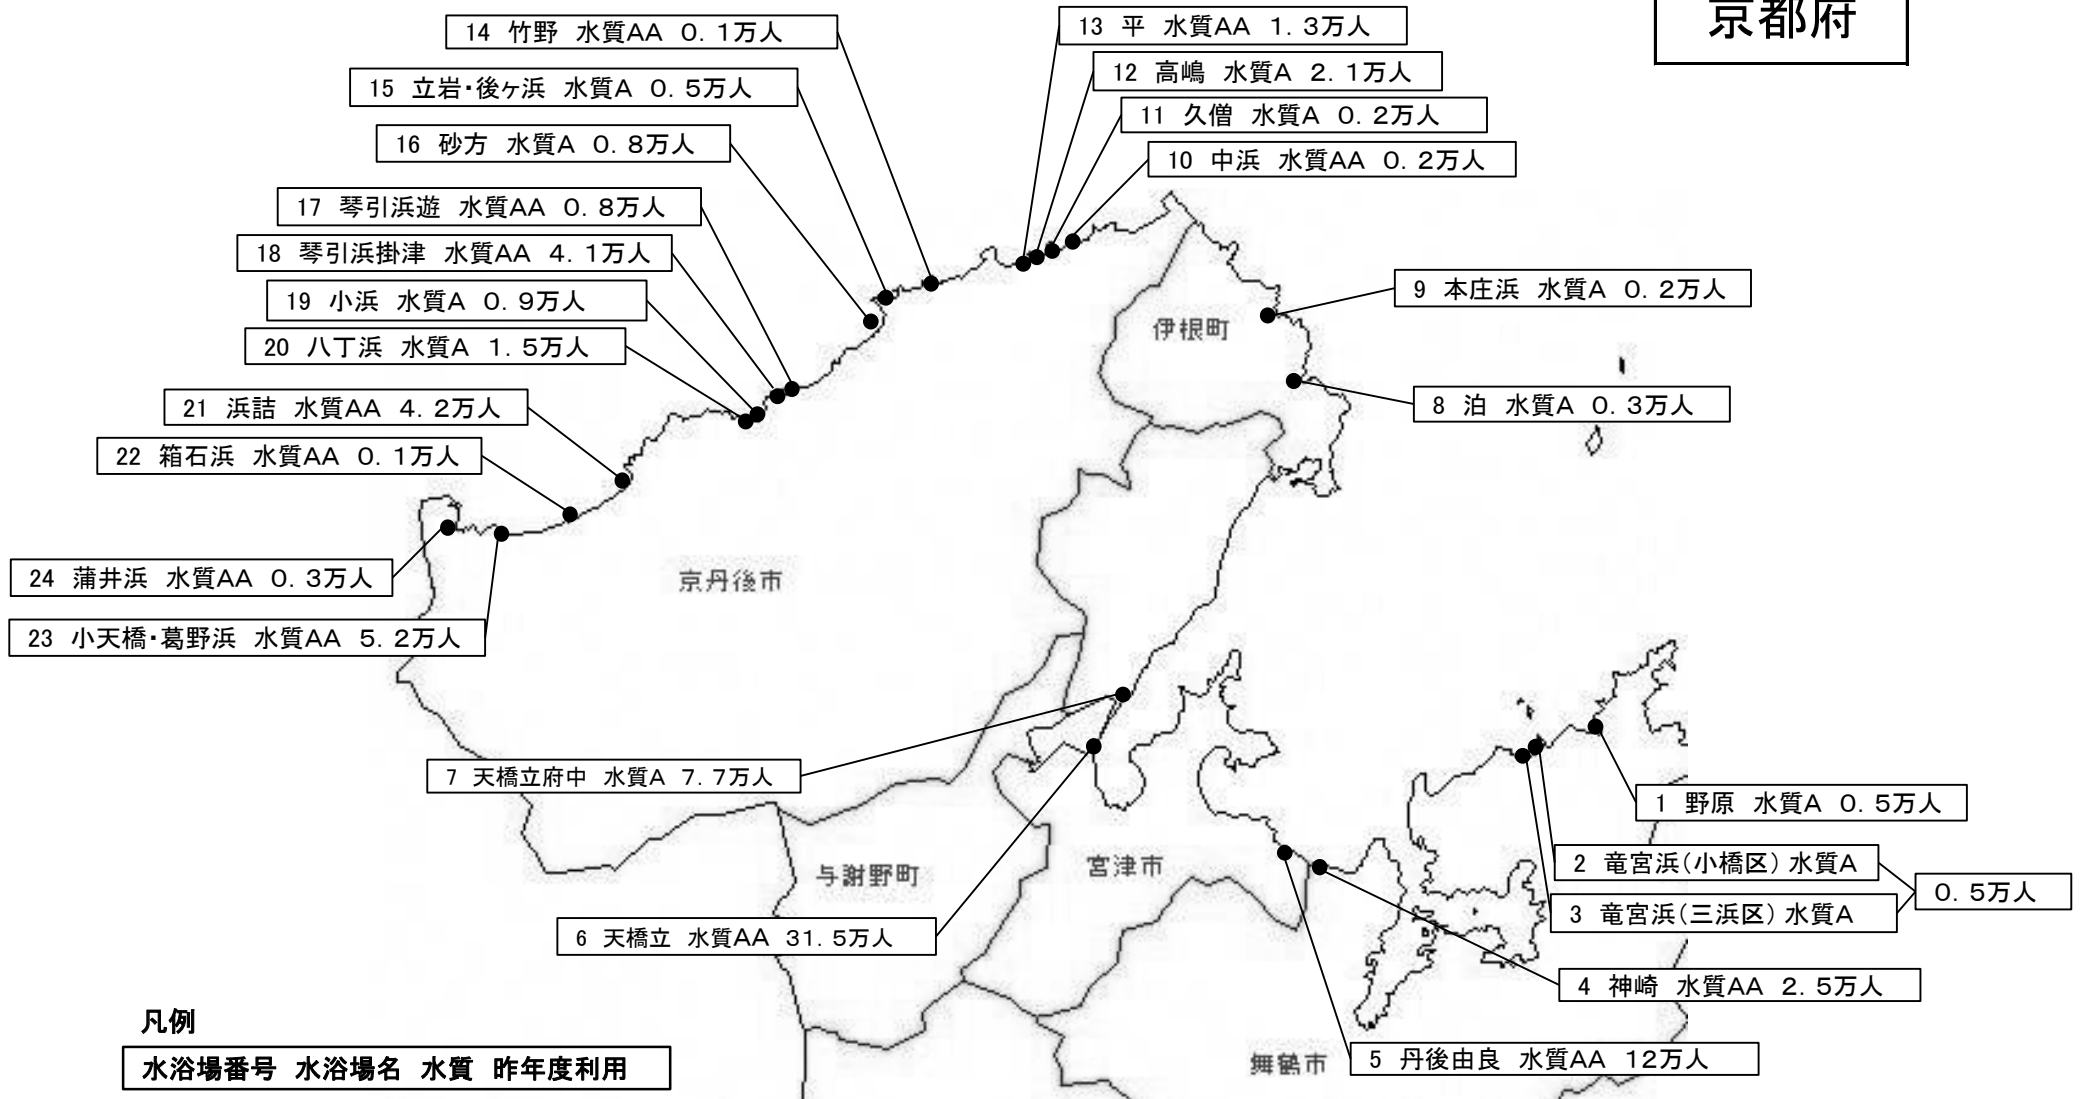 京都府
14 竹野 水質AA 0.1万人
13 平 水質AA 1.3万人
15 立岩・後ヶ浜 水質A 0.5万人
12 高嶋 水質A 2.1万人
16 砂方 水質A 0.8万人
11 久僧 水質A 0.2万人
10 中浜 水質AA 0.2万人
17 琴引浜遊 水質AA 0.8万人
18 琴引浜掛津 水質AA 4.1万人
19 小浜 水質A 0.9万人
20 八丁浜 水質A 1.5万人
9 本庄浜 水質A 0.2万人
伊根町
21 浜詰 水質AA 4.2万人
8 泊 水質A 0.3万人
22 箱石浜 水質AA 0.1万人
24 蒲井浜 水質AA 0.3万人
京丹後市
23 小天橋・葛野浜 水質AA 5.2万人
7 天橋立府中 水質A 7.7万人
1 野原 水質A 0.5万人
2 竜宮浜(小橋区) 水質A
3 竜宮浜(三浜区) 水質A
0.5万人
与謝野町
宮津市
6 天橋立 水質AA 31.5万人
4 神崎 水質AA 2.5万人
5 丹後由良 水質AA 12万人
舞鶴市
凡例
水浴場番号 水浴場名 水質 昨年度利用